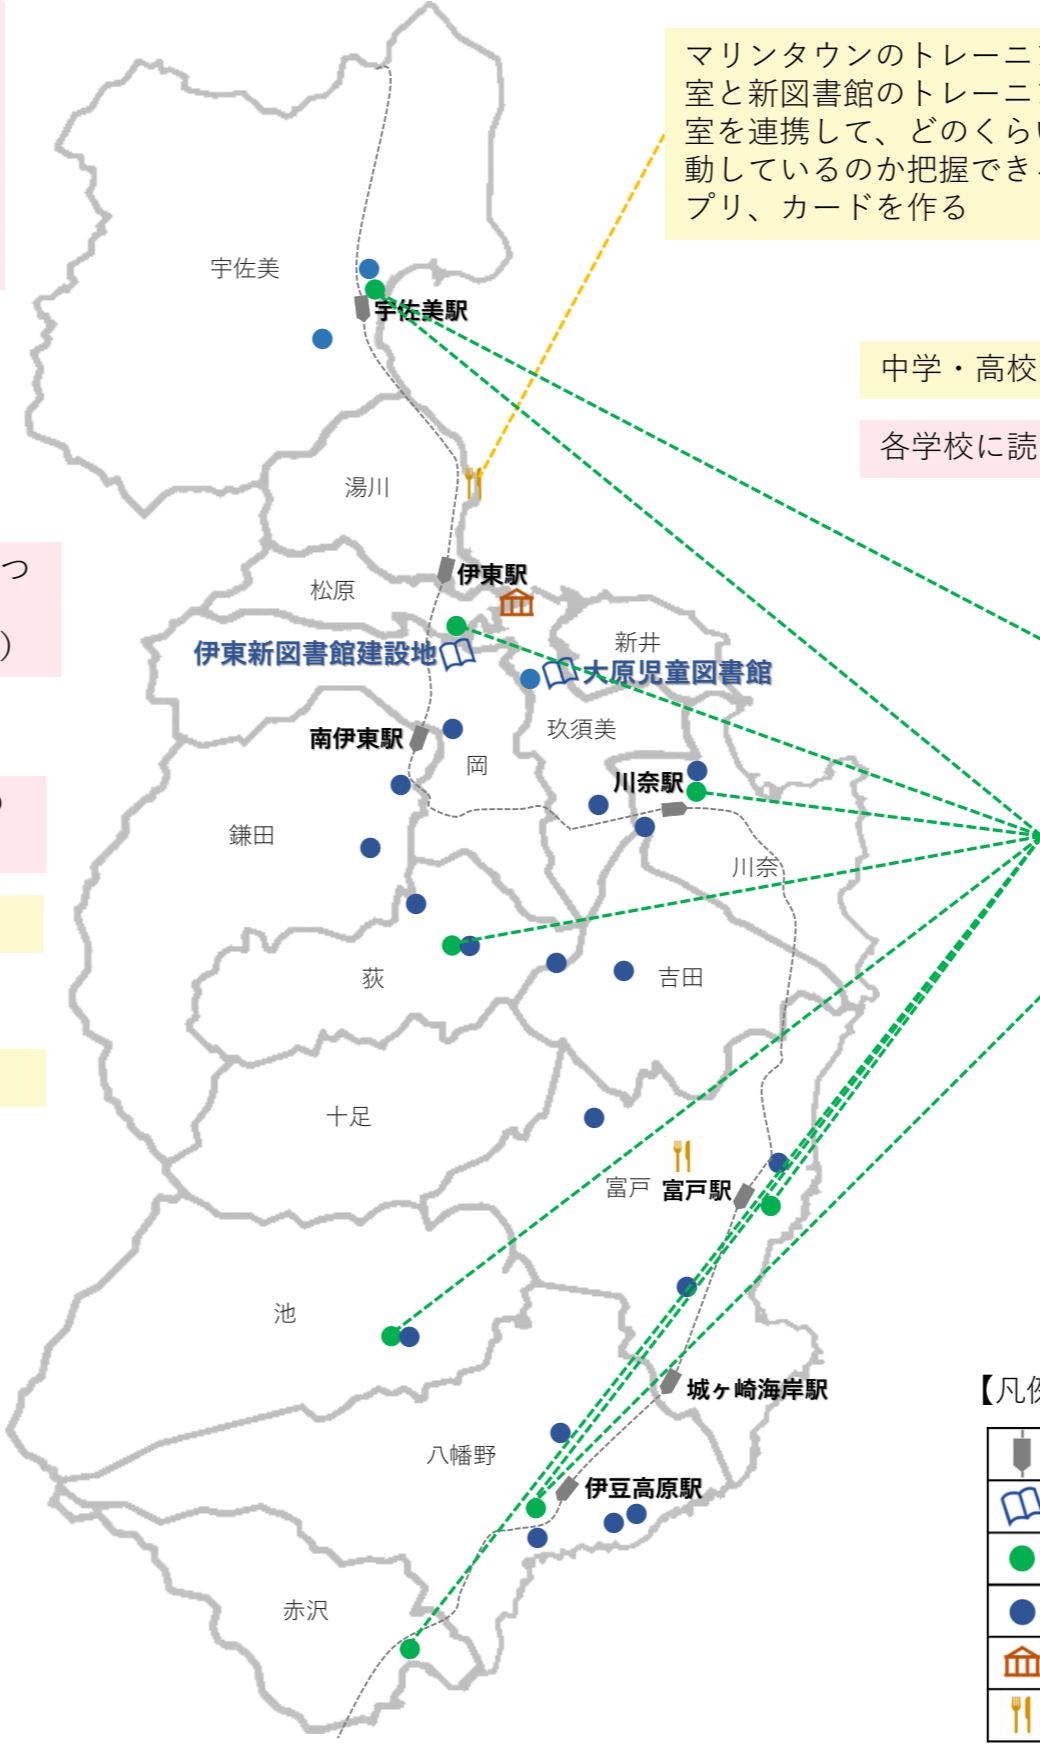 マリンタウンのトレーニン
室と新図書館のトレーニン
室を連携して、どのくらい
動しているのか把握できる
プリ、カードを作る
宇佐美
宇佐美駅
中学・高校
各学校に読
湯川
つ
）
伊東駅
松原
新井
伊東新図書館建設地
大原児童図書館
南伊東駅
玖須美
岡
川奈駅
の
鎌田
川奈
荻
吉田
十足
富戸
富戸駅
池
城ヶ崎海岸駅
【凡例
八幡野
伊豆高原駅
赤沢